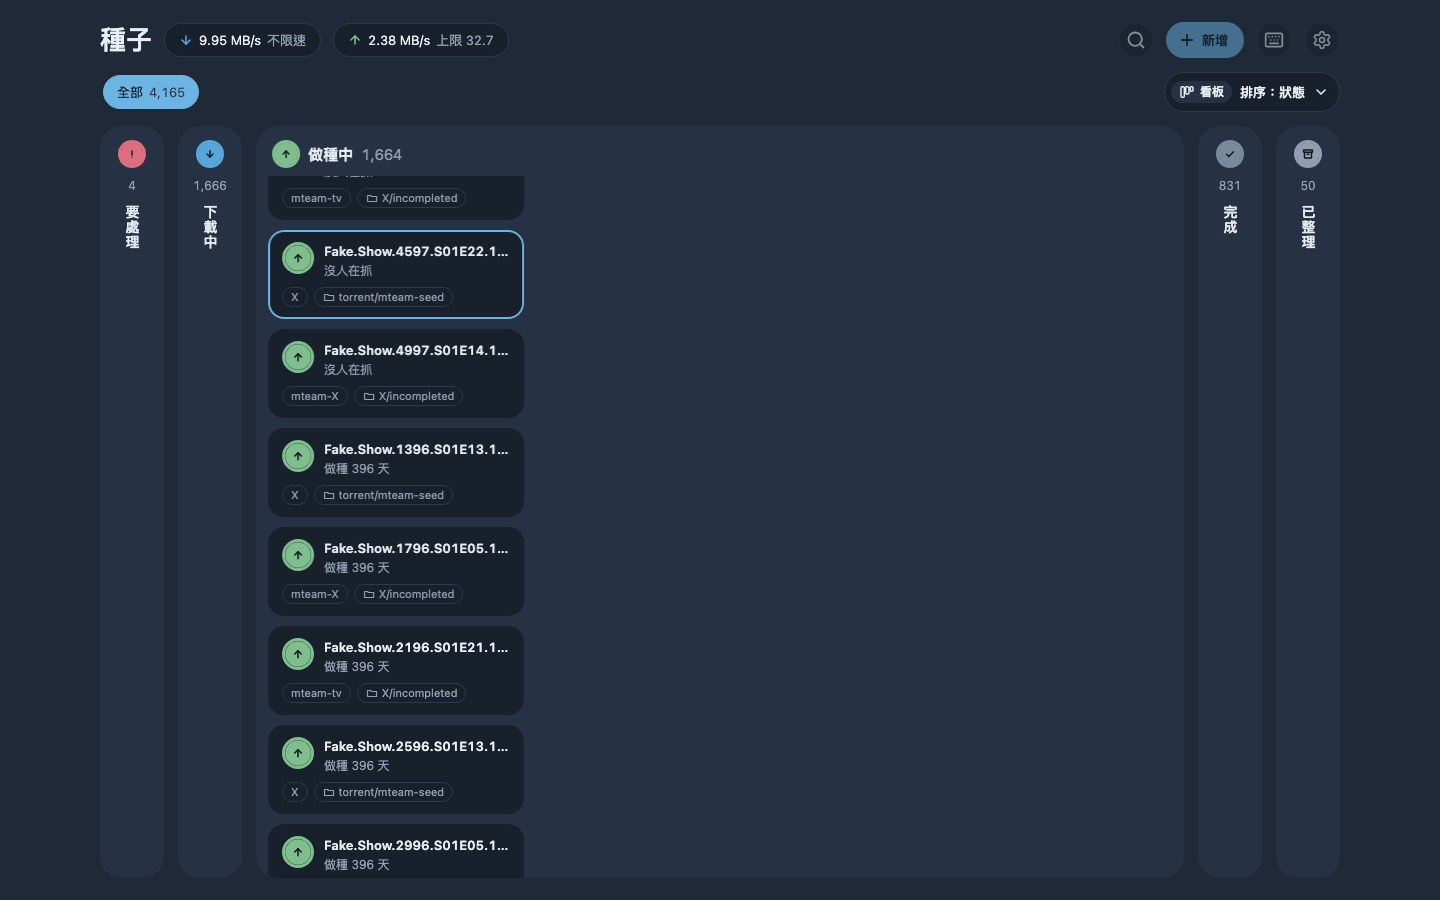 種子
9.95 MB/s 不限速
2.38 MB/s 上限 32.7
新增
全部 4,165
看板 排序：狀態
4
要處理
1,666
下載中
做種中 1,664
mteam-tv X/incompleted
Fake.Show.4597.S01E22.1...
沒人在抓
X torrent/mteam-seed
Fake.Show.4997.S01E14.1...
沒人在抓
mteam-X X/incompleted
Fake.Show.1396.S01E13.1...
做種 396 天
X torrent/mteam-seed
Fake.Show.1796.S01E05.1...
做種 396 天
mteam-X X/incompleted
Fake.Show.2196.S01E21.1...
做種 396 天
mteam-tv X/incompleted
Fake.Show.2596.S01E13.1...
做種 396 天
X torrent/mteam-seed
Fake.Show.2996.S01E05.1...
做種 396 天
831
完成
50
已整理